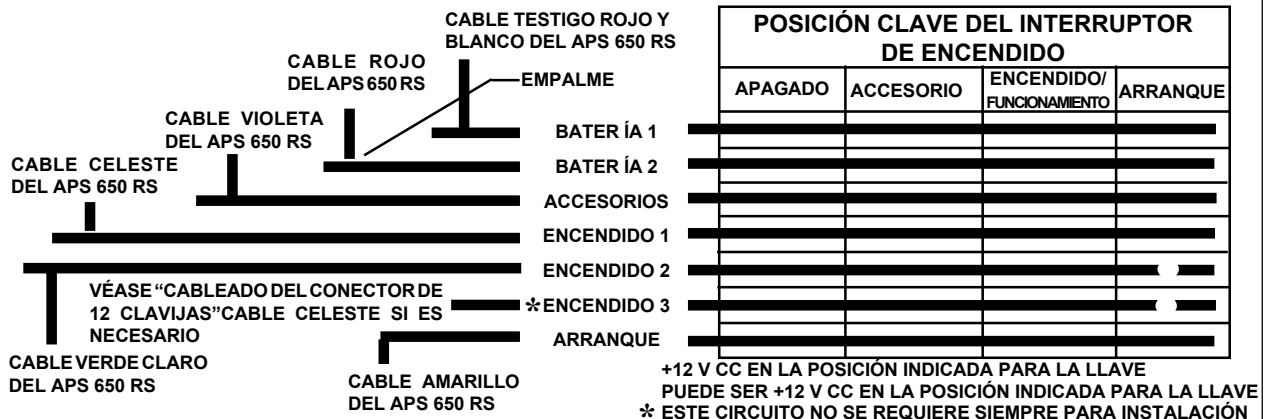 CABLE TESTIGO ROJO Y
BLANCO DEL APS 650 RS
CABLE ROJO
DEL APS 650 RS
EMPALME
CABLE VIOLETA
DEL APS 650 RS
CABLE CELESTE
DEL APS 650 RS
POSICIÓN CLAVE DEL INTERRUPTOR
DE ENCENDIDO
APAGADO
ACCESORIO
ENCENDIDO/
FUNCIONAMIENTO
ARRANQUE
BATER ÍA 1
BATER ÍA 2
ACCESORIOS
ENCENDIDO 1
ENCENDIDO 2
*ENCENDIDO 3
ARRANQUE
VÉASE “CABLEADO DEL CONECTOR DE
12 CLAVIJAS”CABLE CELESTE SI ES
NECESARIO
CABLE VERDE CLARO
DEL APS 650 RS
CABLE AMARILLO
DEL APS 650 RS
+12 V CC EN LA POSICIÓN INDICADA PARA LA LLAVE
PUEDE SER +12 V CC EN LA POSICIÓN INDICADA PARA LA LLAVE
* ESTE CIRCUITO NO SE REQUIERE SIEMPRE PARA INSTALACIÓN